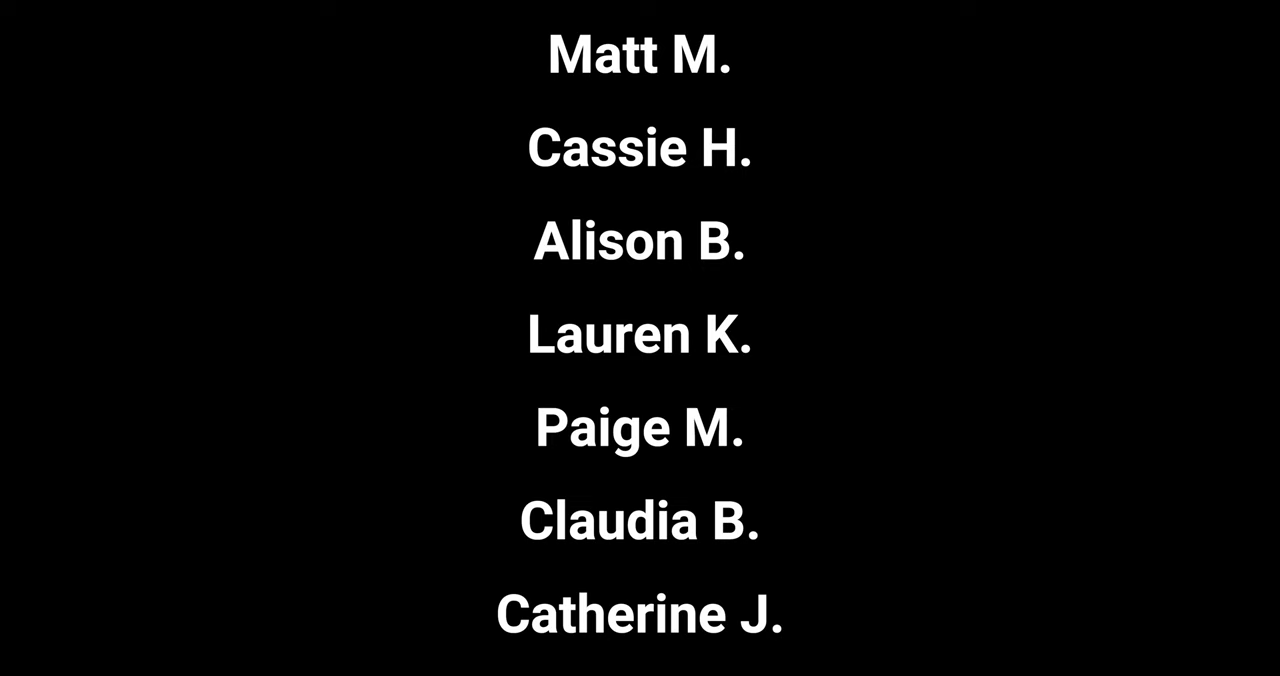 Matt M.
Cassie H.
Alison B.
Lauren K.
Paige M.
Claudia B.
Catherine J.